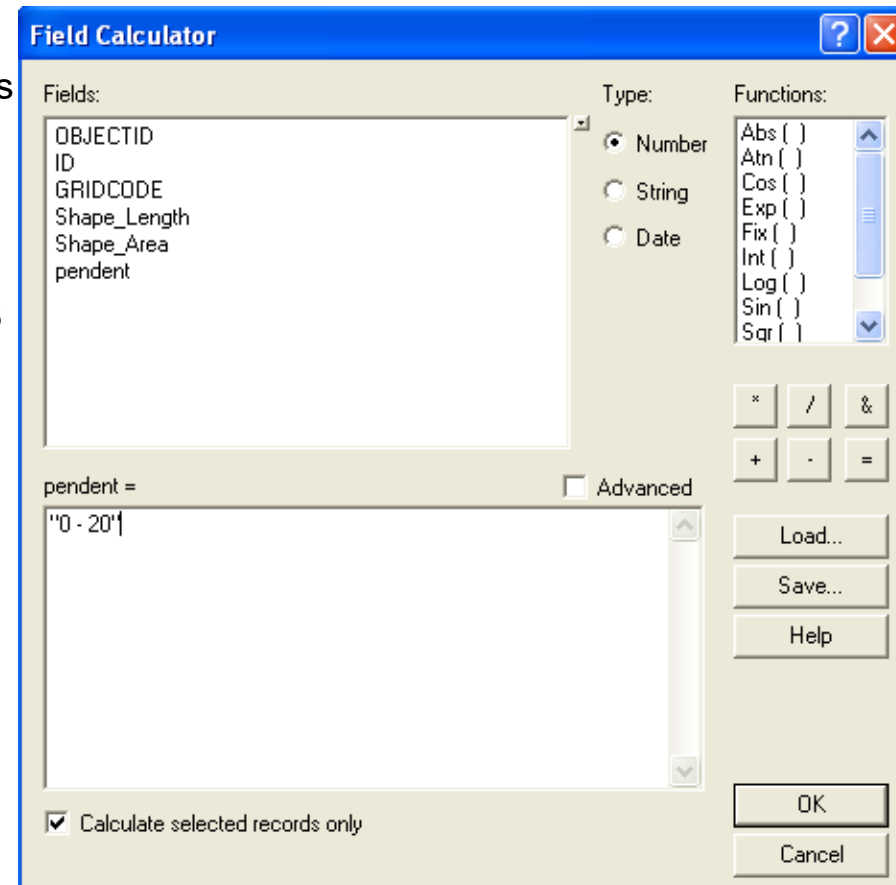 Field Calculator
s
Fields:
OBJECTID
ID
GRIDCODE
Shape_Length
Shape_Area
pendent
Type:
Number
String
Date
Functions:
Abs ( )
Atn ( )
Cos ( )
Exp ( )
Fix ( )
Int ( )
Log ( )
Sin ( )
Sqr ( )
* / &
+ - =
pendent =
Advanced
"0 - 20"
Load...
Save...
Help
Calculate selected records only
OK
Cancel